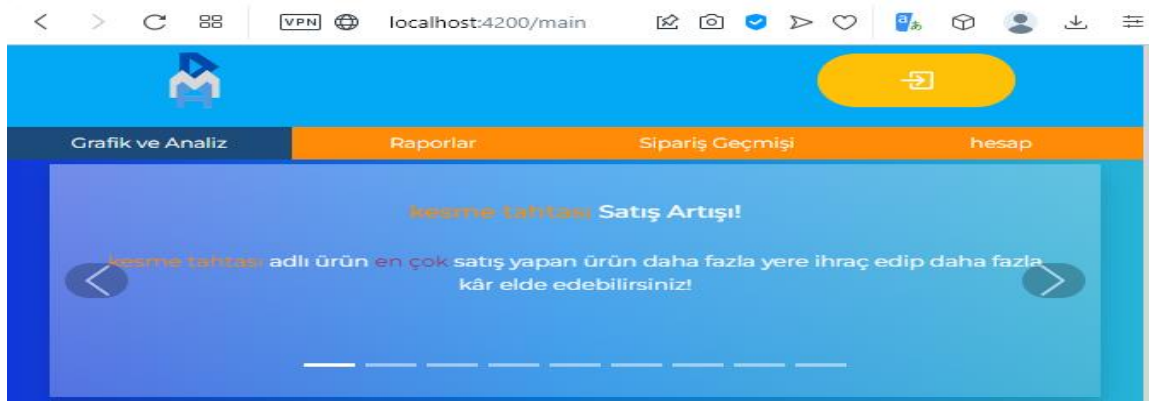 VPN localhost:4200/main
Grafik ve Analiz Raporlar Sipariş Geçmişi hesap
kesme tahtası Satış Artışı!
kesme tahtası adlı ürün en çok satış yapan ürün daha fazla yere ihraç edip daha fazla
kâr elde edebilirsiniz!